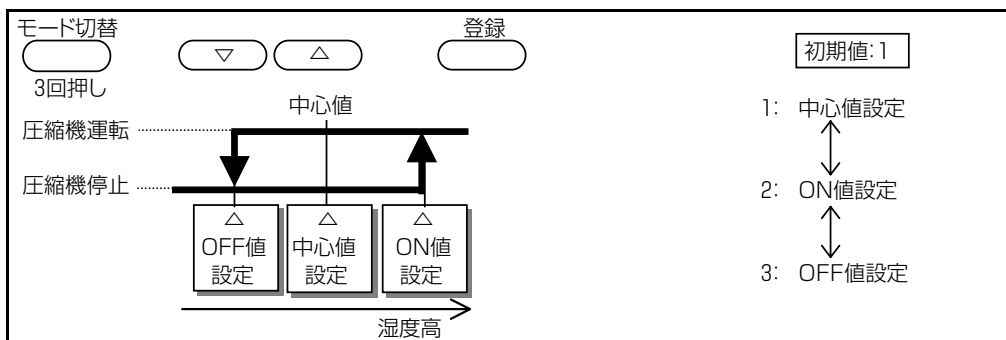 モード切替
▽
△
登録
3回押し
初期値:1
中心値
圧縮機運転
圧縮機停止
△
OFF値
設定
△
中心値
設定
△
ON値
設定
湿度高
1: 中心値設定
2: ON値設定
3: OFF値設定